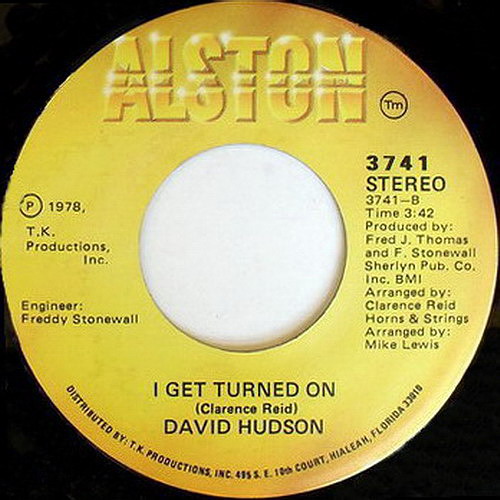 ALSTON
Tm
3741
STEREO
3741-B
Time 3:42
Produced by:
Fred J. Thomas
and F. Stonewall
Sherlyn Pub. Co.
Inc. BMI
Arranged by:
Clarence Reid
Horns & Strings
Arranged by:
Mike Lewis
P 1978,
T.K.
Productions,
Inc.
Engineer:
Freddy Stonewall
I GET TURNED ON
(Clarence Reid)
DAVID HUDSON
DISTRIBUTED BY: T.K. PRODUCTIONS, INC. 495 S. E. 10th COURT, HIALEAH, FLORIDA 33010